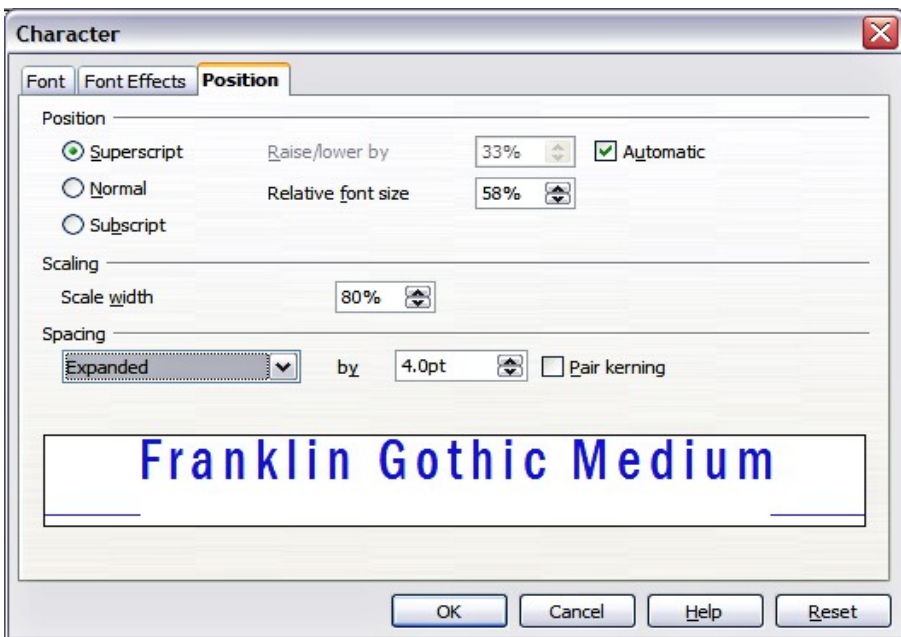 Character
Font Font Effects Position
Position
Superscript Raise/lower by 33% Automatic
Normal Relative font size 58%
Subscript
Scaling
Scale width 80%
Spacing
Expanded by 4.0pt Pair kerning
Franklin Gothic Medium
OK Cancel Help Reset